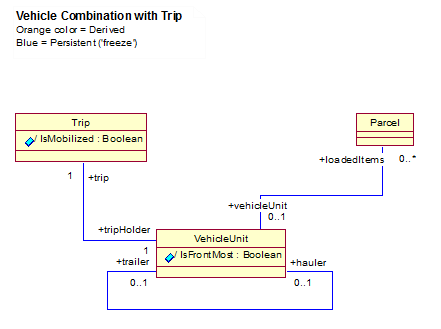 Vehicle Combination with Trip
Orange color = Derived
Blue = Persistent ('freeze')
Trip
/ IsMobilized : Boolean
Parcel
+loadedItems
0..*
1
+trip
+vehicleUnit
0..1
+tripHolder
1
VehicleUnit
/ IsFrontMost : Boolean
+trailer
0..1
+hauler
0..1